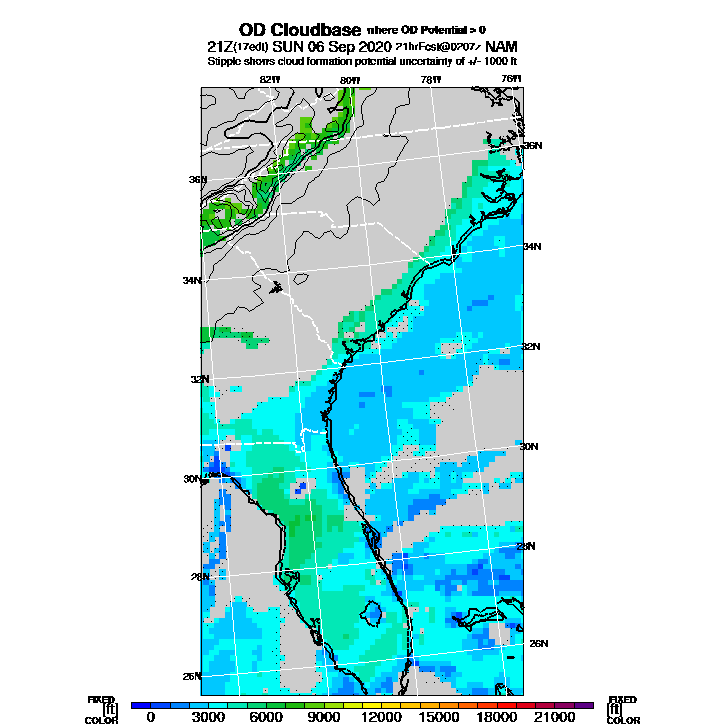 OD Cloudbase where OD Potential > 0
21Z(17edt) SUN 06 Sep 2020 21hrFcst@0207z NAM
Stipple shows cloud formation potential uncertainty of +/- 1000 ft
82W 80W 78W 76W
36N
36N
34N
34N
32N
32N
30N
30N
28N
28N
26N
26N
FIXED FIXED
[ft] [ft]
COLOR COLOR
0 3000 6000 9000 12000 15000 18000 21000